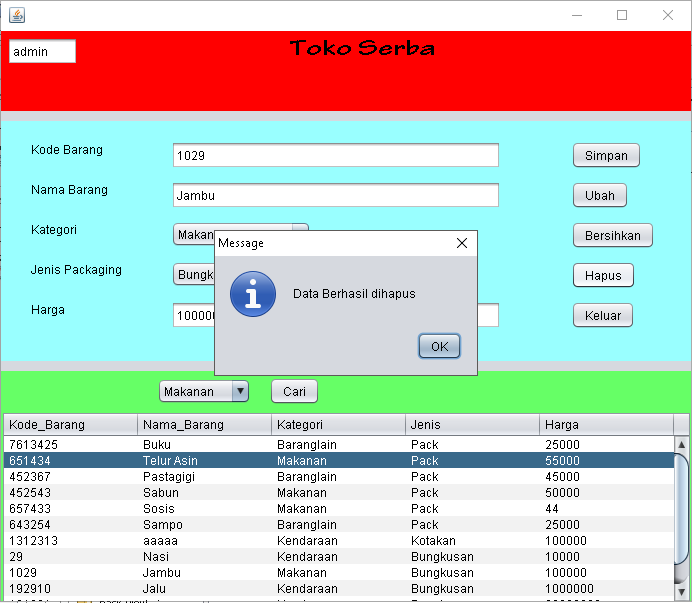 Toko Serba
admin
Kode Barang 1029 Simpan
Nama Barang Jambu Ubah
Kategori Makan Bersihkan
Message
Jenis Packaging Bungk Hapus
Data Berhasil dihapus
Harga 10000 Keluar
OK
Makanan Cari
Kode_Barang Nama_Barang Kategori Jenis Harga
7613425 Buku Baranglain Pack 25000
651434 Telur Asin Makanan Pack 55000
452367 Pastagigi Baranglain Pack 45000
452543 Sabun Makanan Pack 50000
657433 Sosis Makanan Pack 44
643254 Sampo Baranglain Pack 25000
1312313 aaaaa Kendaraan Kotakan 100000
29 Nasi Kendaraan Bungkusan 10000
1029 Jambu Makanan Bungkusan 100000
192910 Jalu Kendaraan Bungkusan 1000000